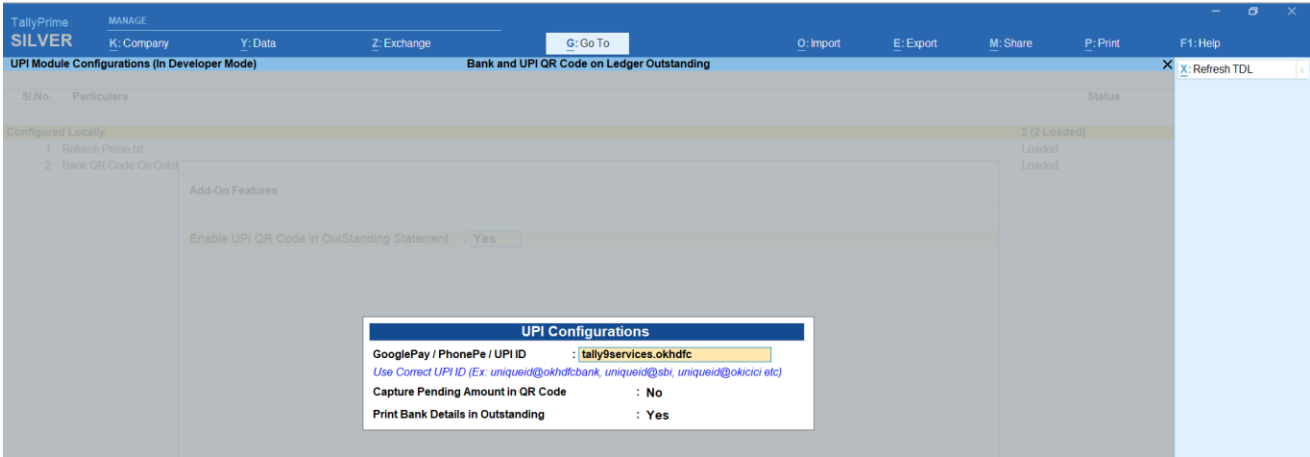 TallyPrime MANAGE
SILVER K: Company Y: Data Z: Exchange G: Go To O: Import E: Export M: Share P: Print F1: Help
UPI Module Configurations (In Developer Mode) Bank and UPI QR Code on Ledger Outstanding X: Refresh TDL
Sl.No. Particulars Status
Configured Locally 2 (2 Loaded)
1 Refresh Prime.txt Loaded
2 Bank QR Code On Outst Loaded
Add-On Features
Enable UPI QR Code in OutStanding Statement : Yes
UPI Configurations
GooglePay / PhonePe / UPI ID : tally9services.okhdfc
Use Correct UPI ID (Ex: uniqueid@okhdfcbank, uniqueid@sbi, uniqueid@okicici etc)
Capture Pending Amount in QR Code : No
Print Bank Details in Outstanding : Yes